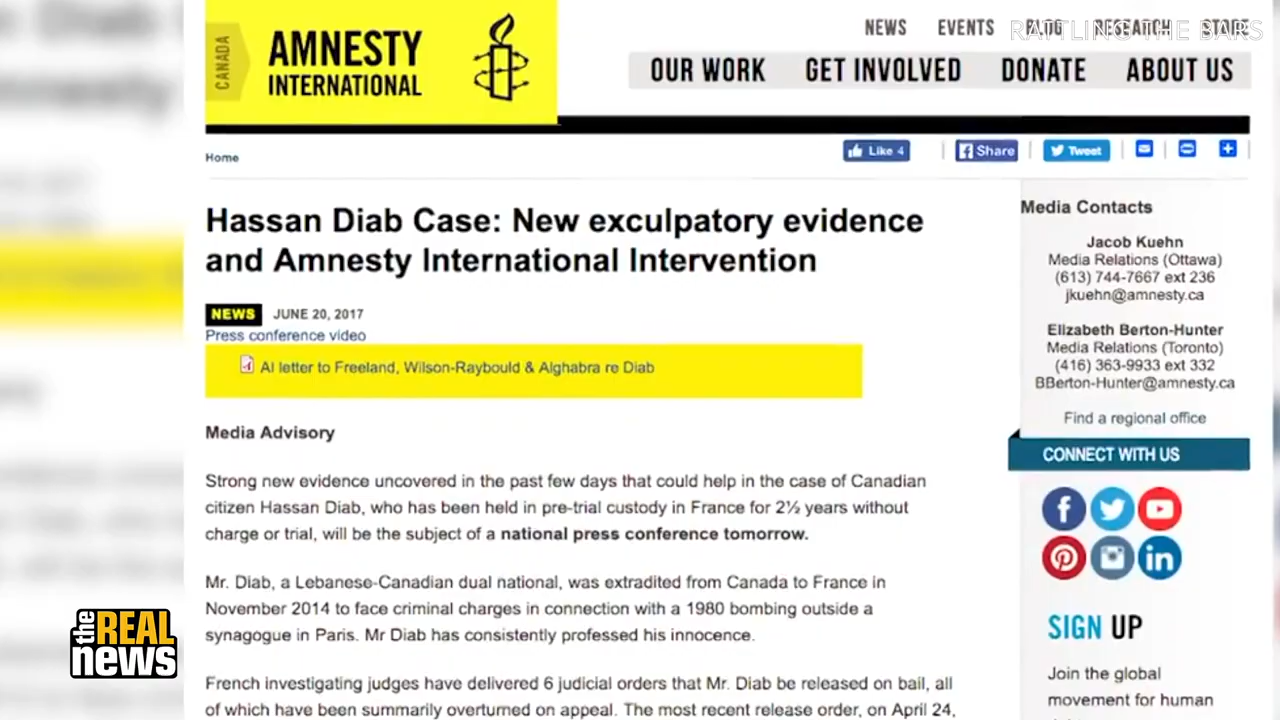 CANADA
AMNESTY
INTERNATIONAL
NEWS EVENTS BLOG RESEARCH STORE
RATTLING THE BARS
OUR WORK GET INVOLVED DONATE ABOUT US
Home
Like 4
Share
Tweet
Hassan Diab Case: New exculpatory evidence
and Amnesty International Intervention
NEWS JUNE 20, 2017
Press conference video
AI letter to Freeland, Wilson-Raybould & Alghabra re Diab
Media Advisory
Strong new evidence uncovered in the past few days that could help in the case of Canadian
citizen Hassan Diab, who has been held in pre-trial custody in France for 2½ years without
charge or trial, will be the subject of a national press conference tomorrow.
Mr. Diab, a Lebanese-Canadian dual national, was extradited from Canada to France in
November 2014 to face criminal charges in connection with a 1980 bombing outside a
synagogue in Paris. Mr Diab has consistently professed his innocence.
French investigating judges have delivered 6 judicial orders that Mr. Diab be released on bail, all
of which have been summarily overturned on appeal. The most recent release order, on April 24,
Media Contacts
Jacob Kuehn
Media Relations (Ottawa)
(613) 744-7667 ext 236
jkuehn@amnesty.ca
Elizabeth Berton-Hunter
Media Relations (Toronto)
(416) 363-9933 ext 332
BBerton-Hunter@amnesty.ca
Find a regional office
CONNECT WITH US
SIGN UP
Join the global
movement for human
the REAL
news